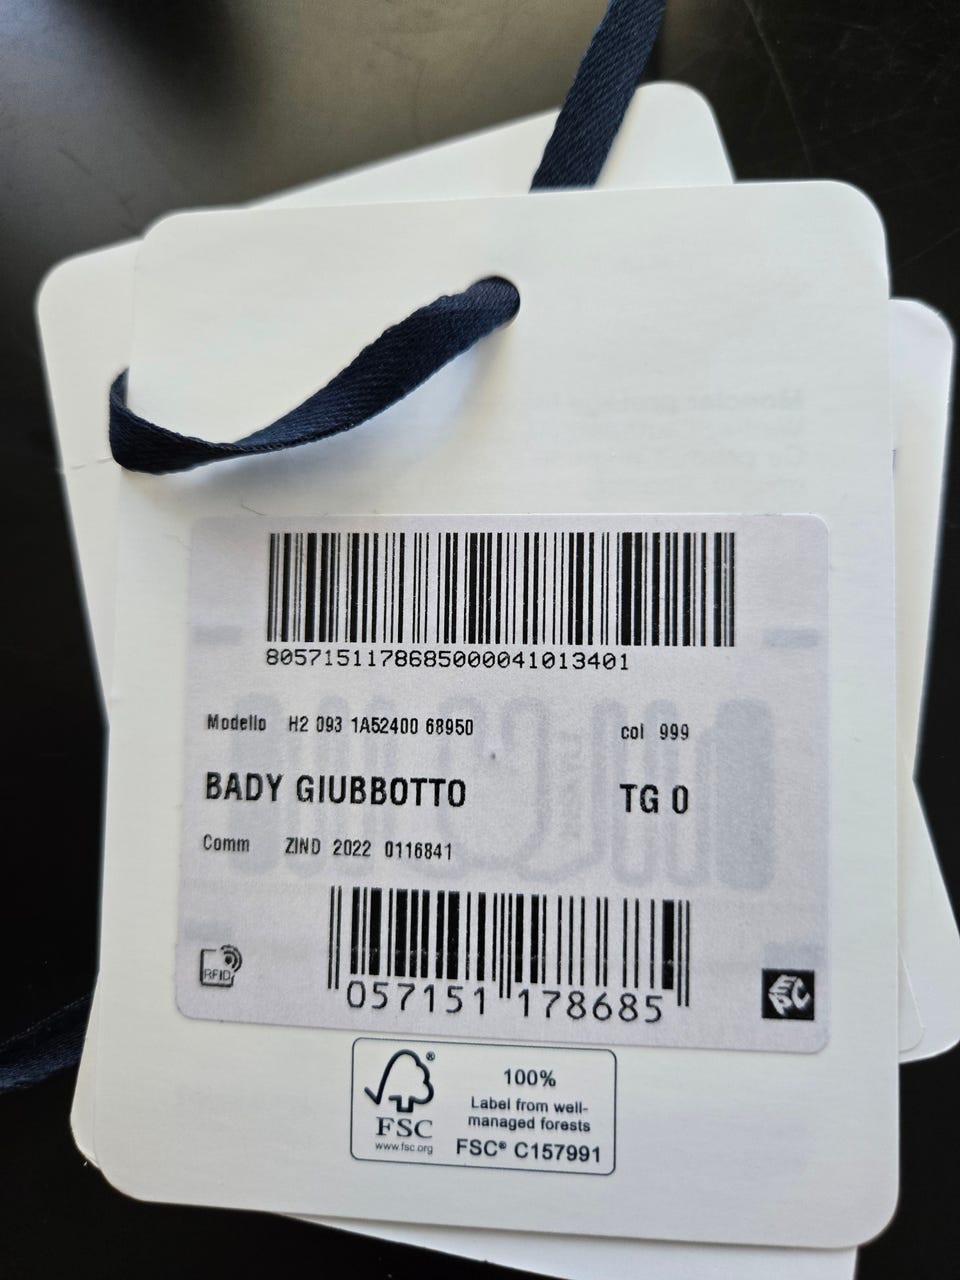 8057151178685000041013401
Modello H2 093 1A52400 68950 col 999
BADY GIUBBOTTO TG 0
Comm ZIND 2022 0116841
RFID
057151 178685
FSC®
www.fsc.org
100%
Label from well-
managed forests
FSC® C157991